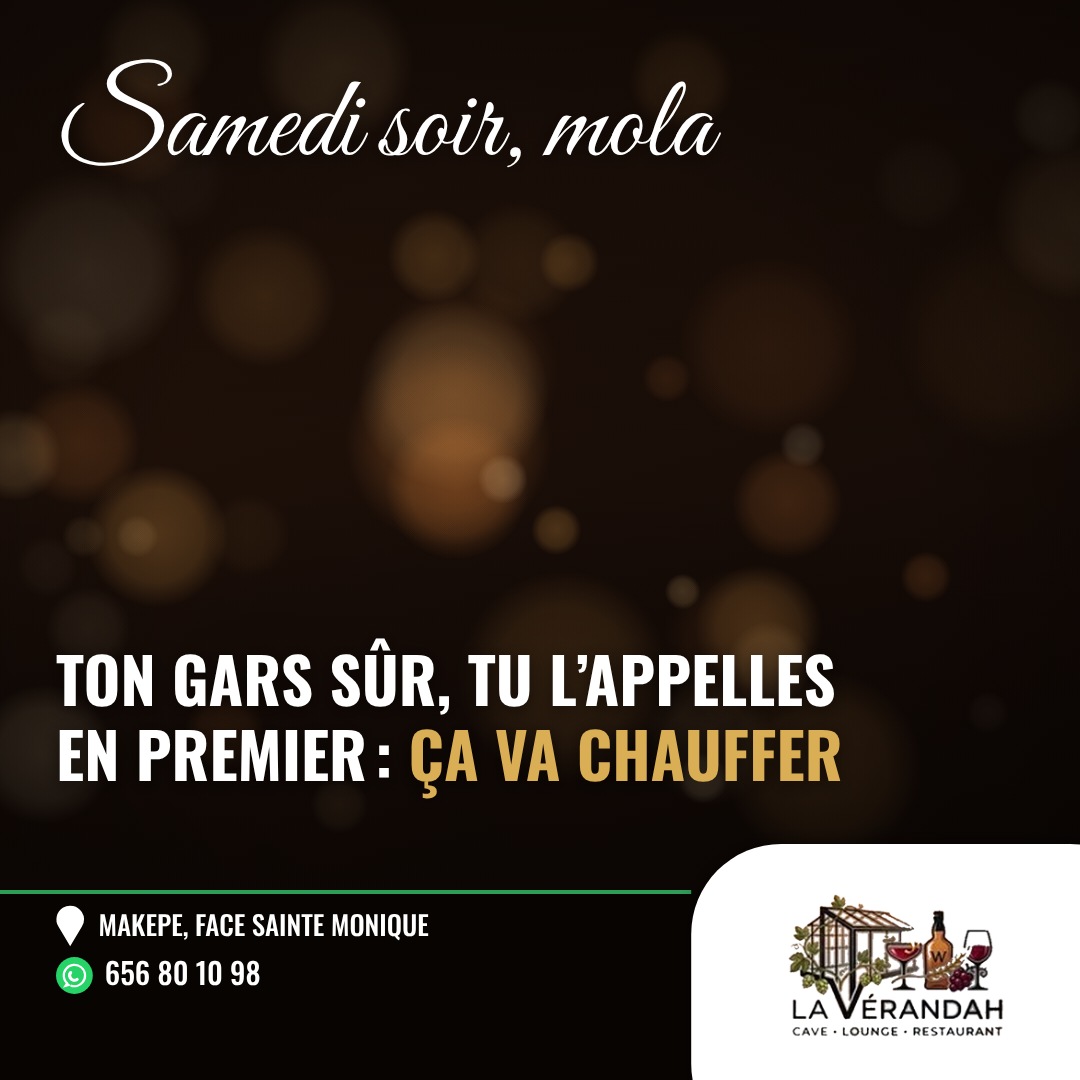 Samedi soir, mola
TON GARS SÛR, TU L’APPELLES
EN PREMIER : ÇA VA CHAUFFER
MAKEPE, FACE SAINTE MONIQUE
656 80 10 98
W
LA VÉRANDAH
CAVE · LOUNGE · RESTAURANT